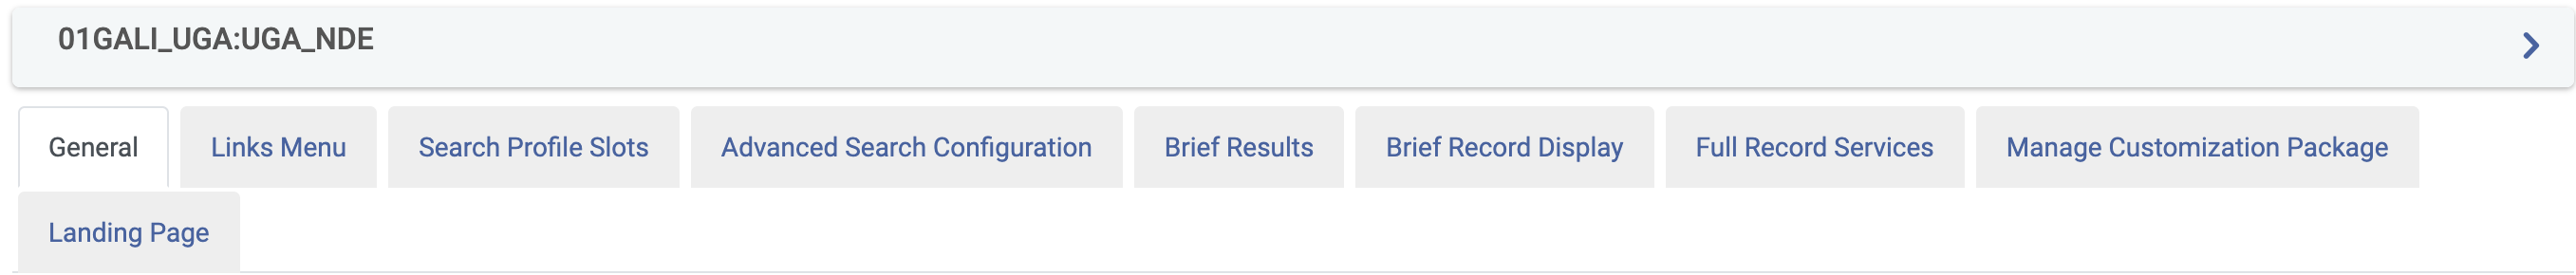 01GALI_UGA:UGA_NDE
General Links Menu Search Profile Slots Advanced Search Configuration Brief Results Brief Record Display Full Record Services Manage Customization Package
Landing Page